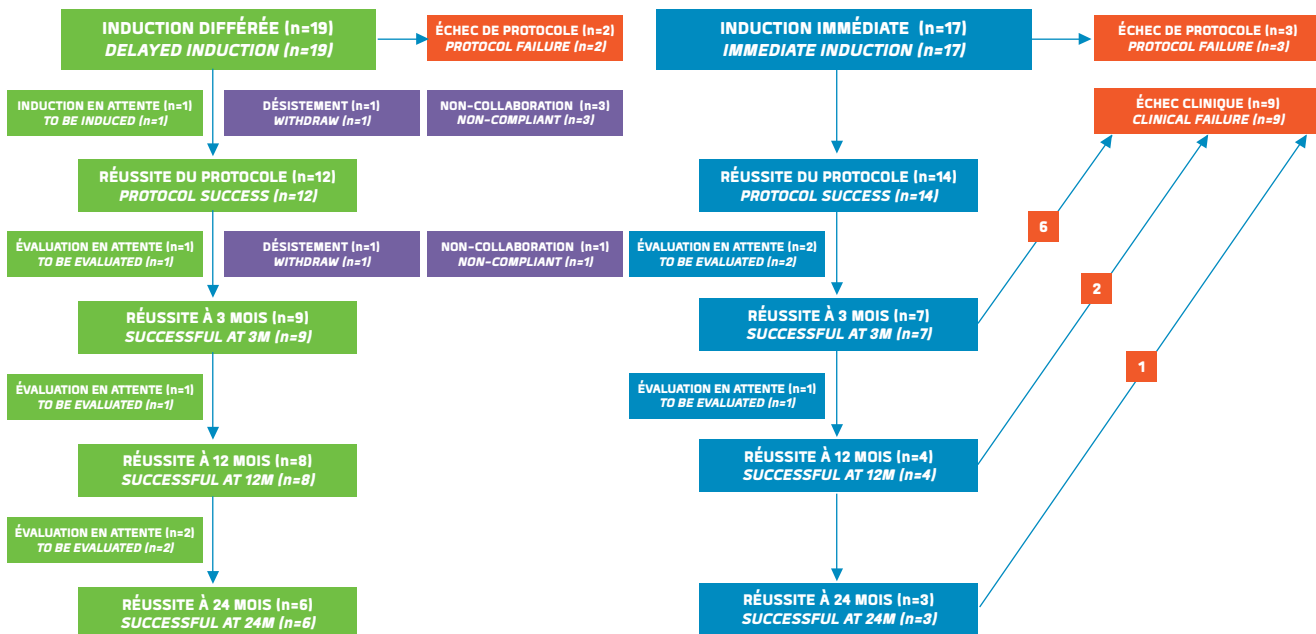 INDUCTION DIFFÉRÉE (n=19)
DELAYED INDUCTION (n=19)
ÉCHEC DE PROTOCOLE (n=2)
PROTOCOL FAILURE (n=2)
INDUCTION EN ATTENTE (n=1)
TO BE INDUCED (n=1)
DÉSISTEMENT (n=1)
WITHDRAW (n=1)
NON-COLLABORATION (n=3)
NON-COMPLIANT (n=3)
RÉUSSITE DU PROTOCOLE (n=12)
PROTOCOL SUCCESS (n=12)
ÉVALUATION EN ATTENTE (n=1)
TO BE EVALUATED (n=1)
DÉSISTEMENT (n=1)
WITHDRAW (n=1)
NON-COLLABORATION (n=1)
NON-COMPLIANT (n=1)
RÉUSSITE À 3 MOIS (n=9)
SUCCESSFUL AT 3M (n=9)
ÉVALUATION EN ATTENTE (n=1)
TO BE EVALUATED (n=1)
RÉUSSITE À 12 MOIS (n=8)
SUCCESSFUL AT 12M (n=8)
ÉVALUATION EN ATTENTE (n=2)
TO BE EVALUATED (n=2)
RÉUSSITE À 24 MOIS (n=6)
SUCCESSFUL AT 24M (n=6)
INDUCTION IMMÉDIATE (n=17)
IMMEDIATE INDUCTION (n=17)
ÉCHEC DE PROTOCOLE (n=3)
PROTOCOL FAILURE (n=3)
ÉCHEC CLINIQUE (n=9)
CLINICAL FAILURE (n=9)
RÉUSSITE DU PROTOCOLE (n=14)
PROTOCOL SUCCESS (n=14)
6
ÉVALUATION EN ATTENTE (n=2)
TO BE EVALUATED (n=2)
2
RÉUSSITE À 3 MOIS (n=7)
SUCCESSFUL AT 3M (n=7)
1
ÉVALUATION EN ATTENTE (n=1)
TO BE EVALUATED (n=1)
RÉUSSITE À 12 MOIS (n=4)
SUCCESSFUL AT 12M (n=4)
RÉUSSITE À 24 MOIS (n=3)
SUCCESSFUL AT 24M (n=3)